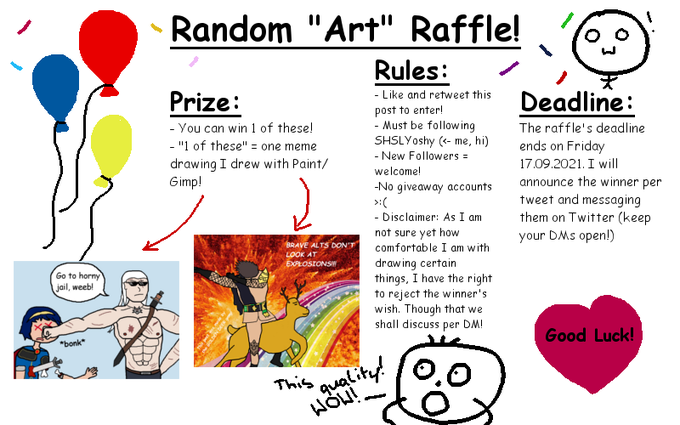 Random "Art" Raffle!
Prize:
- You can win 1 of these!
- "1 of these" = one meme
drawing I drew with Paint/
Gimp!
Rules:
- Like and retweet this
post to enter!
- Must be following
SHSLYoshy (<- me, hi)
- New Followers =
welcome!
-No giveaway accounts
>:(
- Disclaimer: As I am
not sure yet how
comfortable I am with
drawing certain
things, I have the right
to reject the winner's
wish. Though that we
shall discuss per DM!
Deadline:
The raffle's deadline
ends on Friday
17.09.2021. I will
announce the winner per
tweet and messaging
them on Twitter (keep
your DMs open!)
Go to horny
jail, weeb!
*bonk*
BRAVE ALTS DON'T
LOOK AT
EXPLOSIONS!!!
Good Luck!
This quality!
WOW!